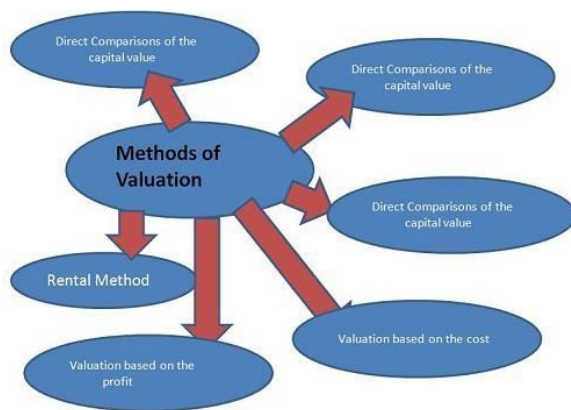 Direct Comparisons of the
capital value
Direct Comparisons of the
capital value
Methods of
Valuation
Direct Comparisons of the
capital value
Rental Method
Valuation based on the cost
Valuation based on the
profit